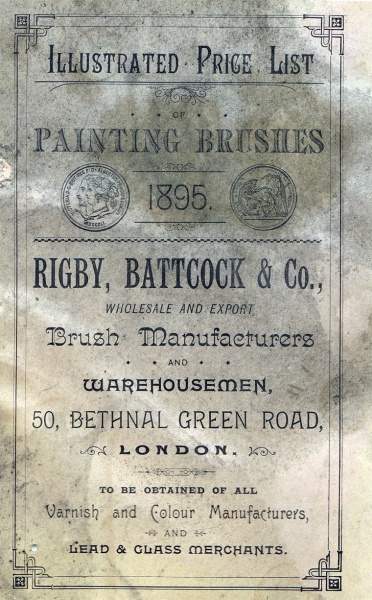 ILLUSTRATED PRICE LIST
OF
PAINTING BRUSHES
1895.
RIGBY, BATTCOCK & Co.,
WHOLESALE AND EXPORT
Brush Manufacturers
AND
WAREHOUSEMEN,
50, BETHNAL GREEN ROAD,
LONDON.
TO BE OBTAINED OF ALL
Varnish and Colour Manufacturers,
AND
LEAD & GLASS MERCHANTS.